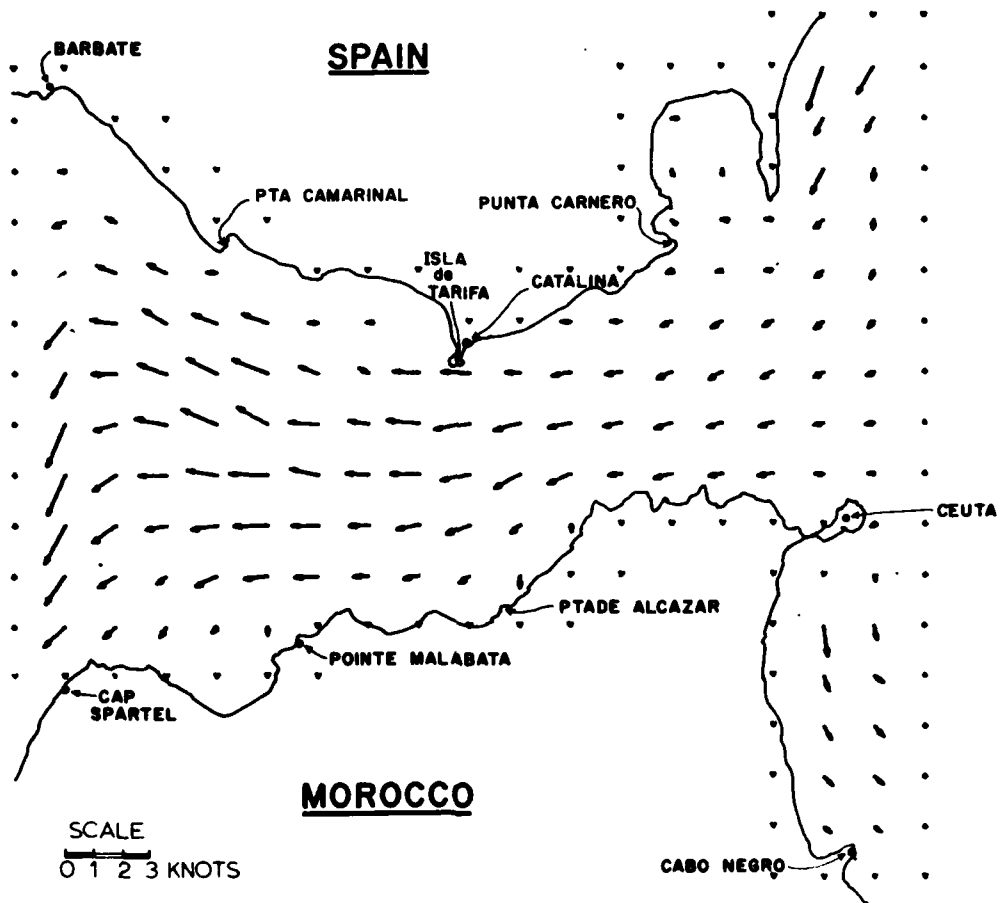 BARBATE
SPAIN
PTA CAMARINAL
PUNTA CARNERO
ISLA
de
TARIFA
CATALINA
CEUTA
PTADE ALCAZAR
POINTE MALABATA
CAP
SPARTEL
MOROCCO
SCALE
0 1 2 3 KNOTS
CABO NEGRO